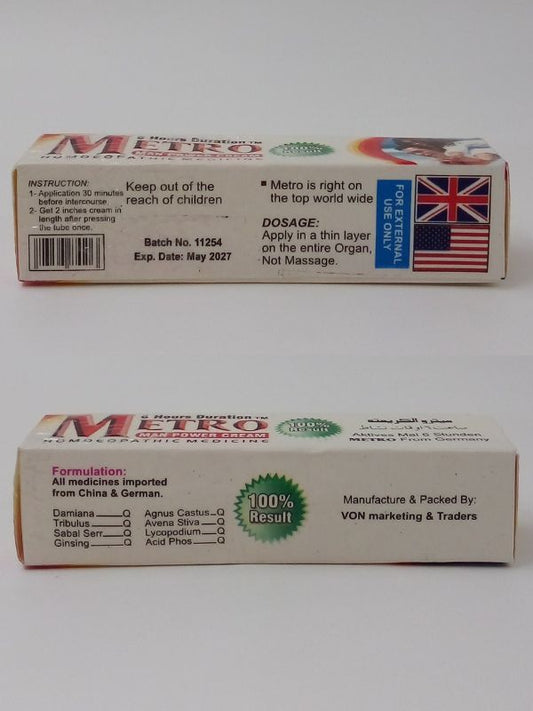 6 Hours Duration™
METRO
MAN POWER CREAM
HOMOEOPATHIC MEDICINE
100%
Result
INSTRUCTION:
1- Application 30 minutes
before intercourse
2- Get 2 inches cream in
length after pressing
the tube once.
Keep out of the
reach of children
Batch No. 11254
Exp. Date: May 2027
▪ Metro is right on
the top world wide
DOSAGE:
Apply in a thin layer
on the entire Organ,
Not Massage.
FOR EXTERNAL
USE ONLY
6 Hours Duration™
METRO
MAN POWER CREAM
HOMOEOPATHIC MEDICINE
100%
Result
Aktives Mal 6 Stunden
METRO From Germany
Formulation:
All medicines imported
from China & German.
Damiana Q
Tribulus Q
Sabal Serr Q
Ginsing Q
Agnus Castus Q
Avena Stiva Q
Lycopodium Q
Acid Phos Q
100%
Result
Manufacture & Packed By:
VON marketing & Traders